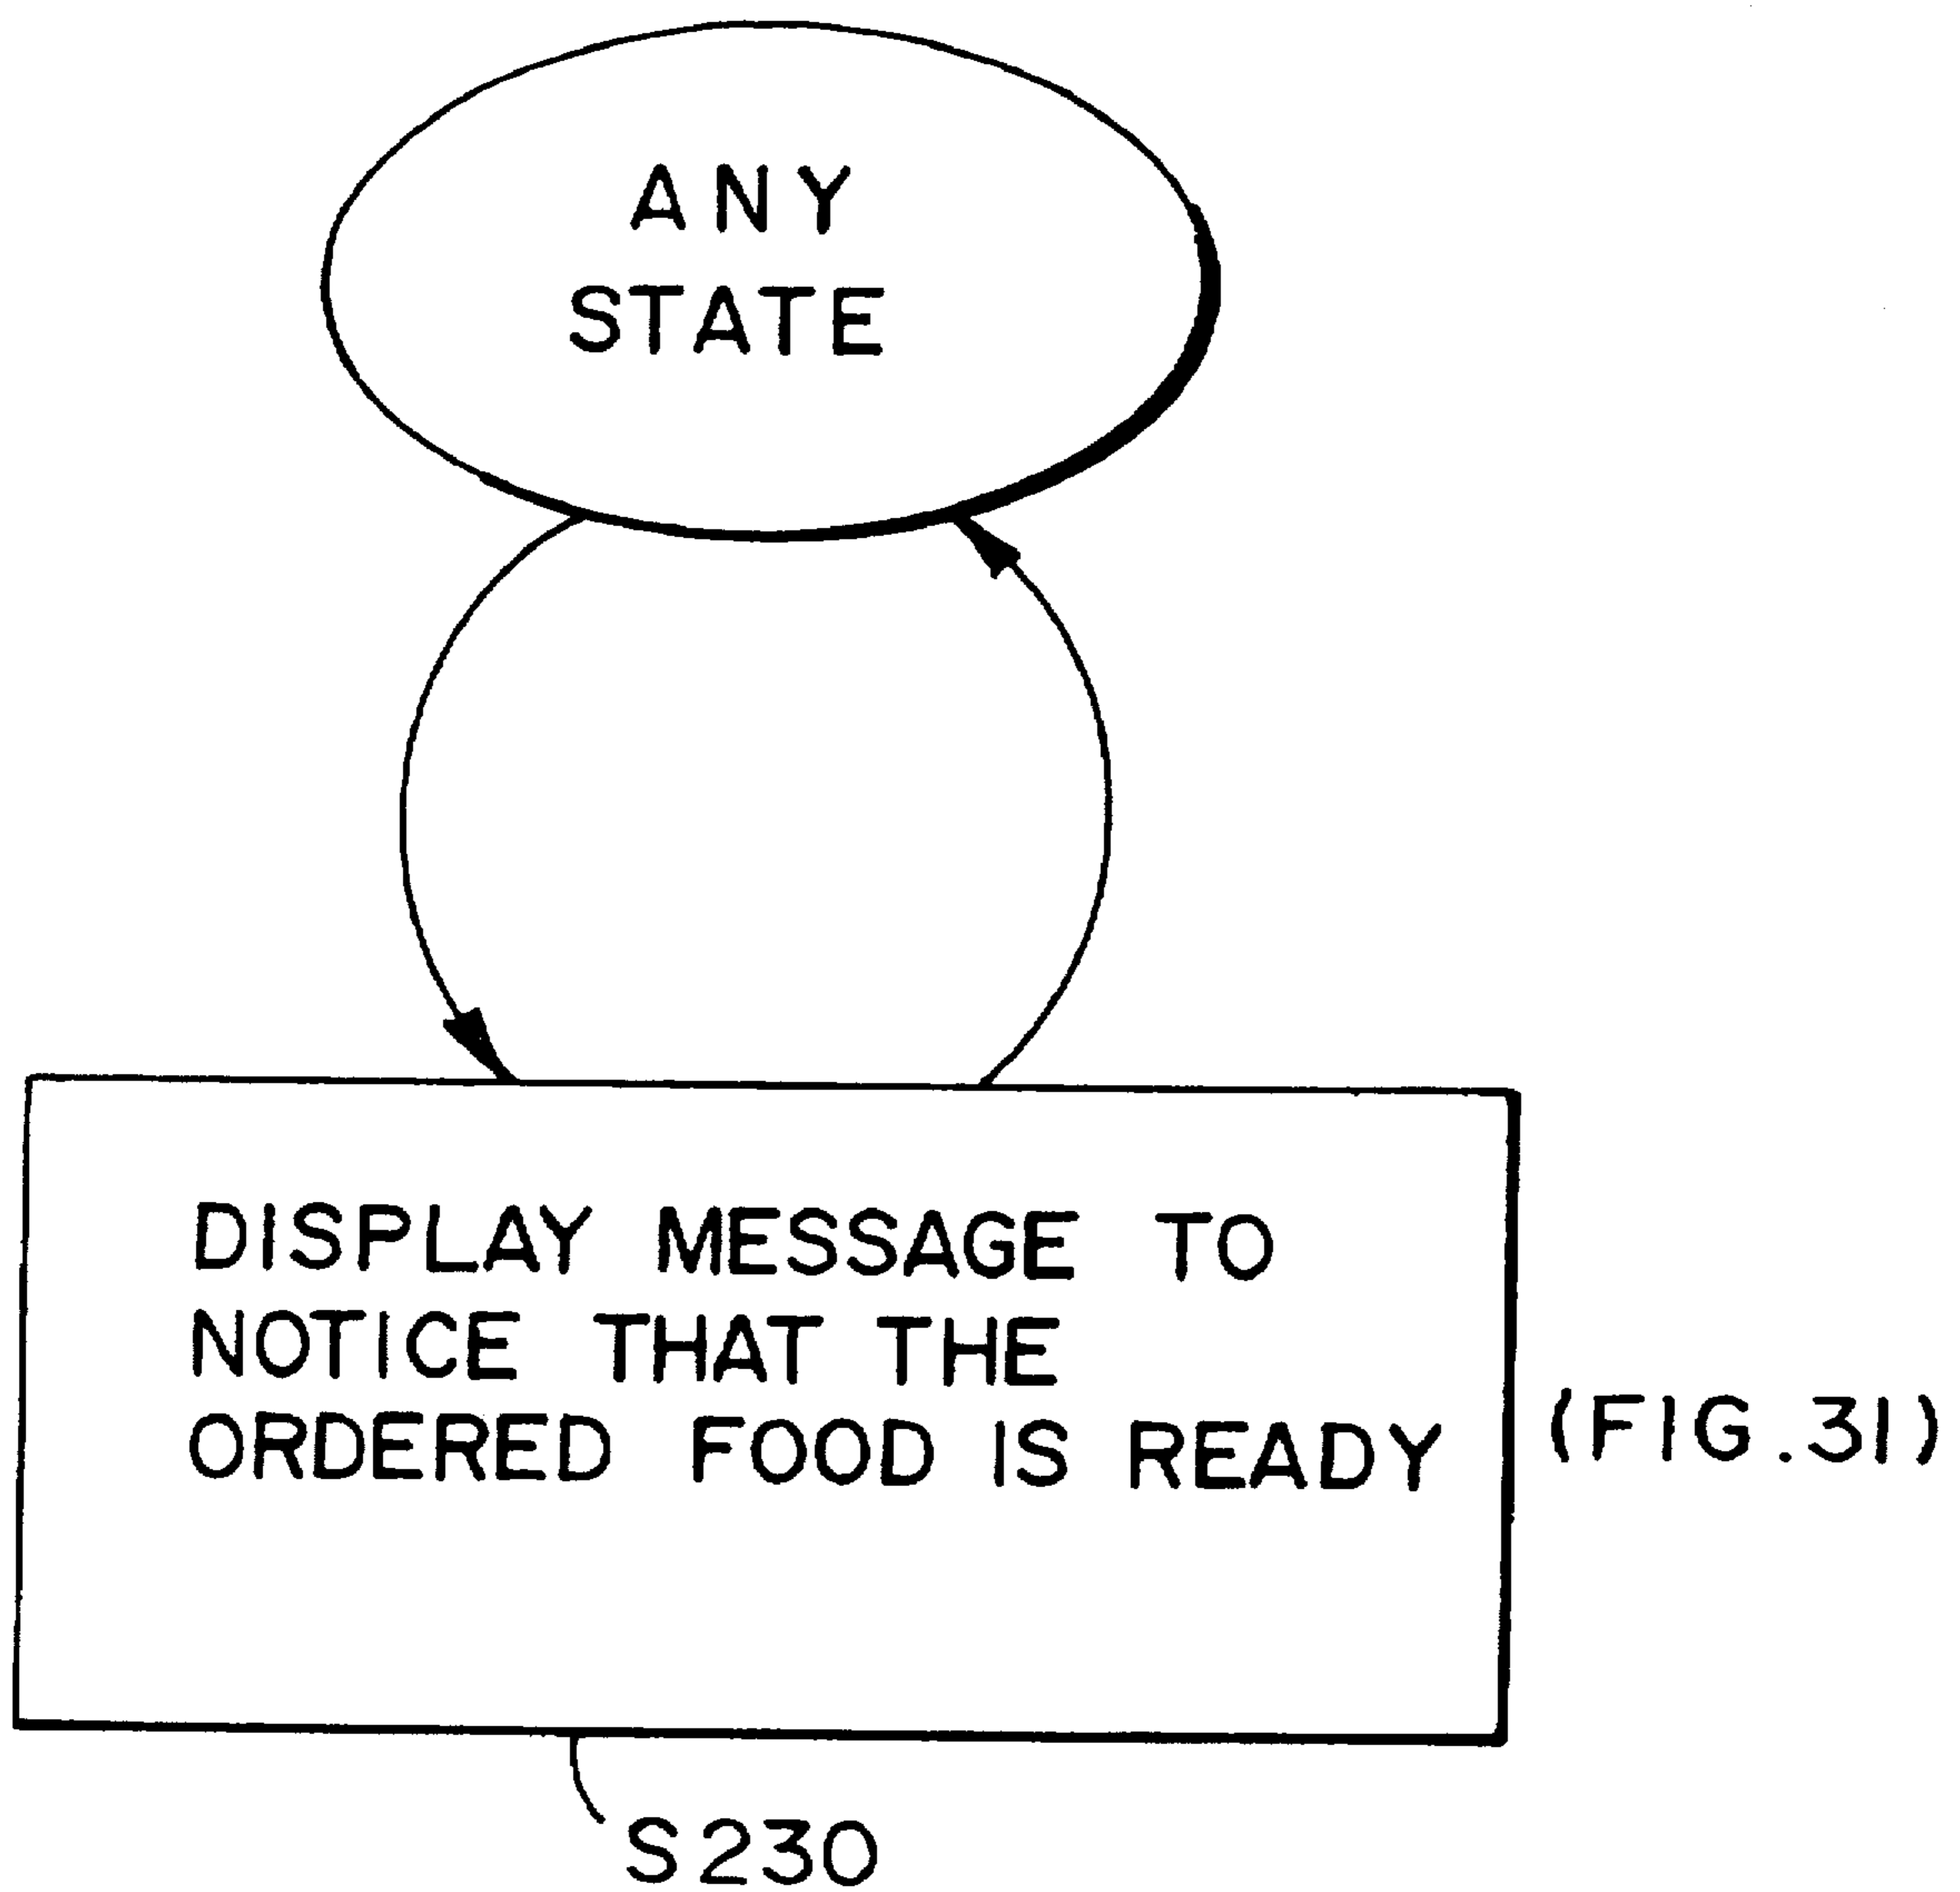 ANY
STATE
DISPLAY MESSAGE TO
NOTICE THAT THE
ORDERED FOOD IS READY
(FIG.31)
S230